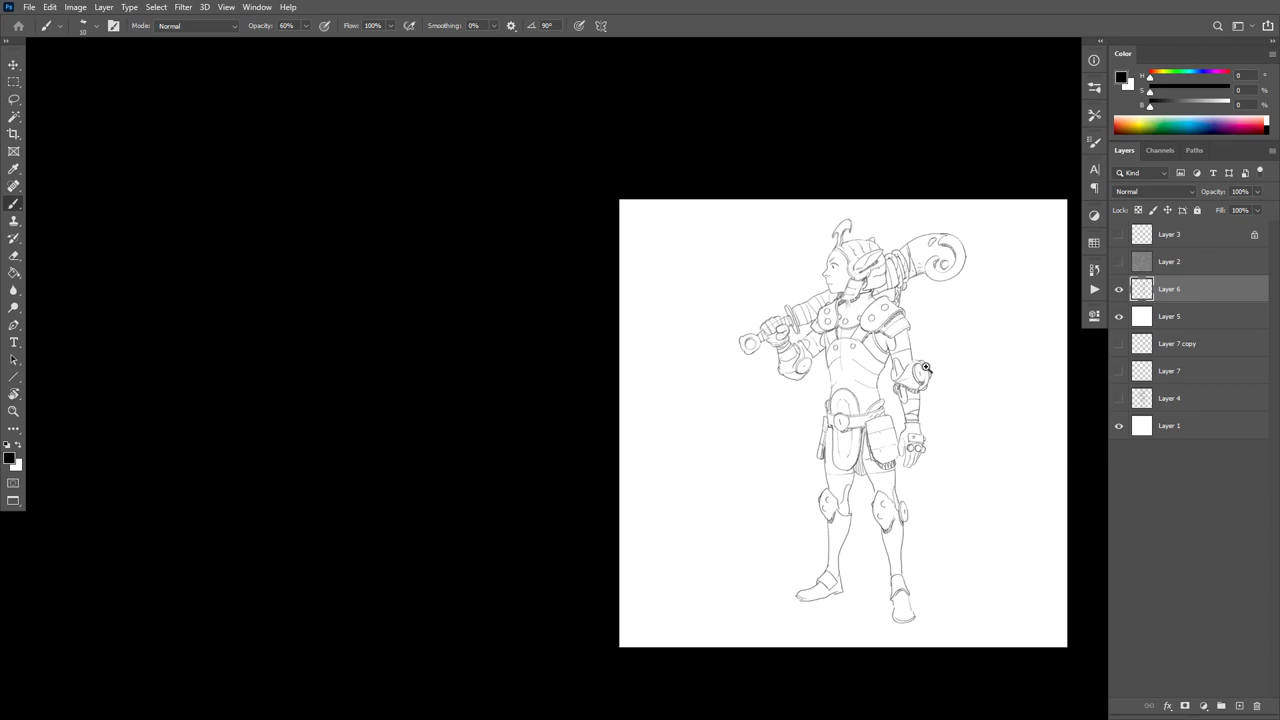 Ps File Edit Image Layer Type Select Filter 3D View Window Help
10 Mode: Normal Opacity: 60% Flow: 100% Smoothing: 0% 90°
Color
H 0 °
S 0 %
B 0 %
Layers Channels Paths
Kind
Normal Opacity: 100%
Lock: Fill: 100%
Layer 3
Layer 2
Layer 6
Layer 5
Layer 7 copy
Layer 7
Layer 4
Layer 1